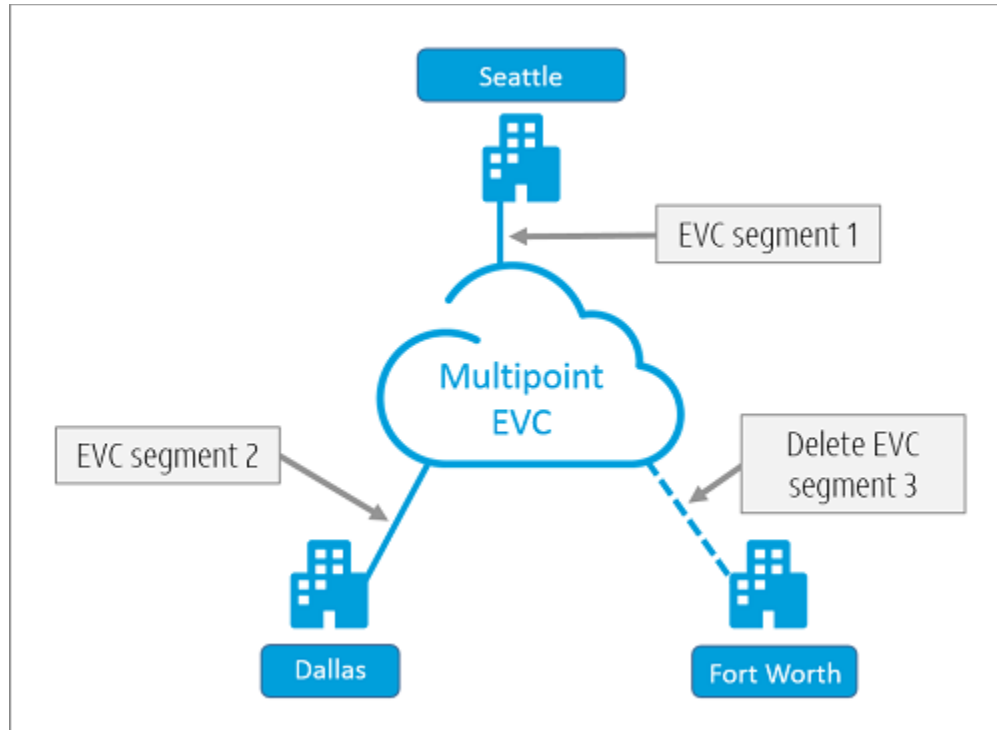 Seattle
EVC segment 1
Multipoint
EVC
EVC segment 2
Delete EVC
segment 3
Dallas
Fort Worth